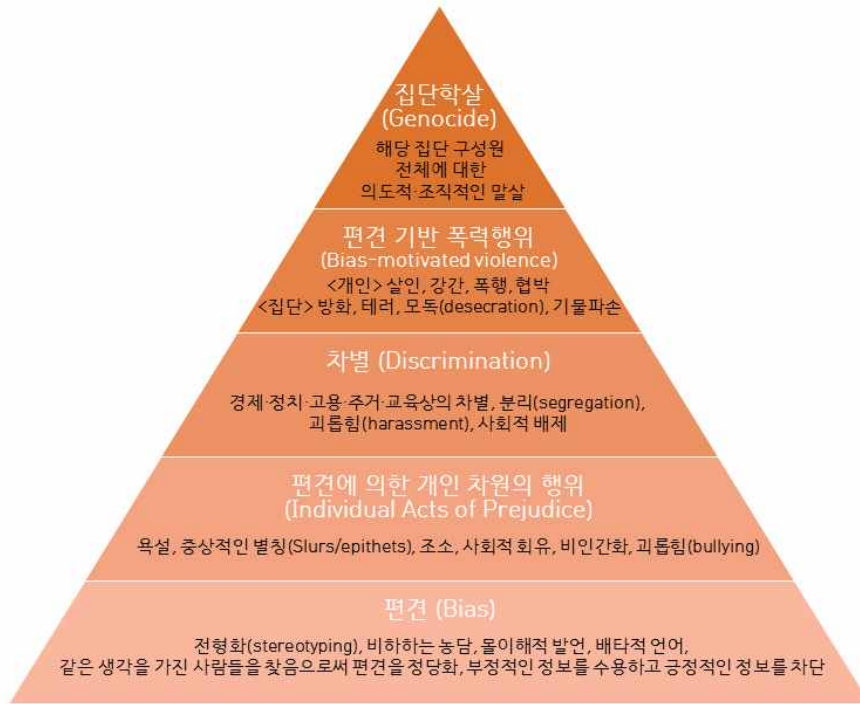 집단학살
(Genocide)
해당 집단 구성원
전체에 대한
의도적·조직적인 말살
편견 기반 폭력행위
(Bias-motivated violence)
<개인> 살인, 강간, 폭행, 협박
<집단> 방화, 테러, 모독(desecration), 기물파손
차별 (Discrimination)
경제·정치·고용·주거·교육상의 차별, 분리(segregation),
괴롭힘(harassment), 사회적 배제
편견에 의한 개인 차원의 행위
(Individual Acts of Prejudice)
욕설, 중상적인 별칭(Slurs/epithets), 조소, 사회적 회유, 비인간화, 괴롭힘(bullying)
편견 (Bias)
전형화(stereotyping), 비하하는 농담, 몰이해적 발언, 배타적 언어,
같은 생각을 가진 사람들을 찾음으로써 편견을 정당화, 부정적인 정보를 수용하고 긍정적인 정보를 차단